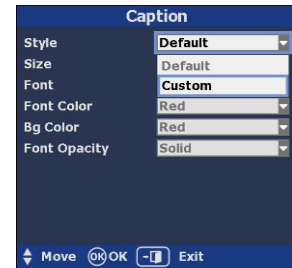 Caption
Style Default
Size Default
Font Custom
Font Color Red
Bg Color Red
Font Opacity Solid
Move OK OK Exit